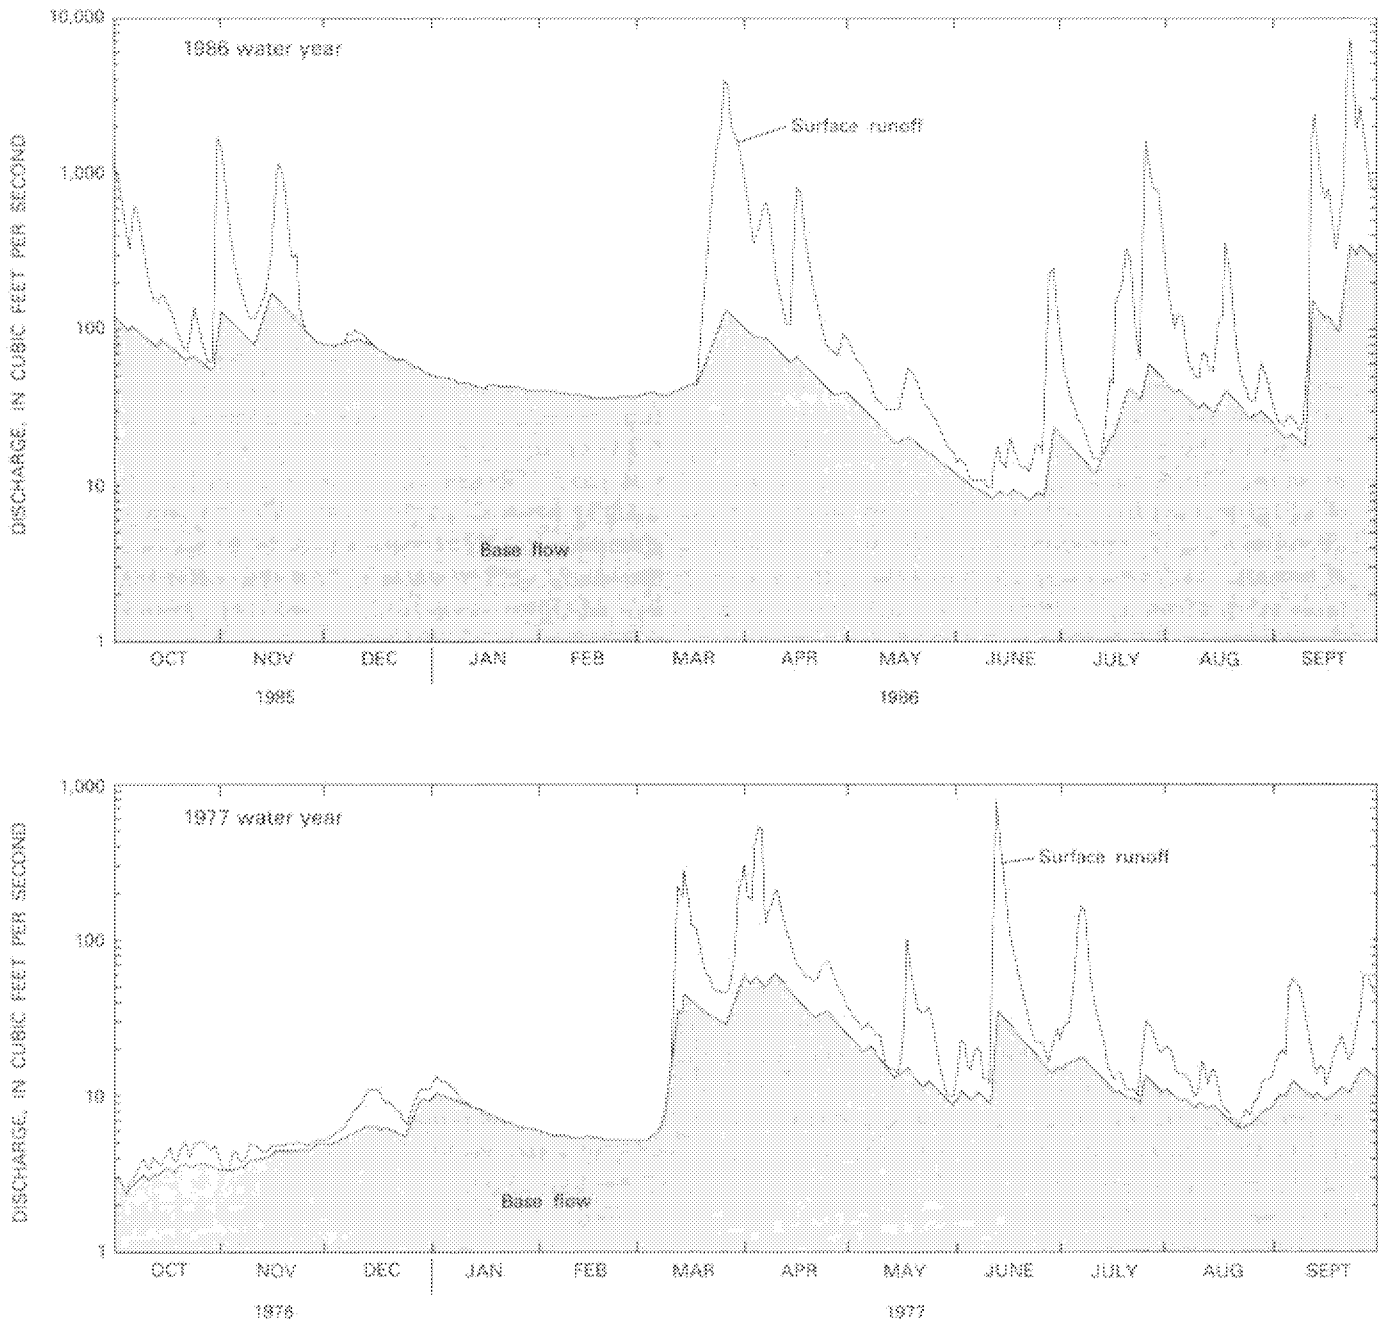 10,000
1986 water year
Surface runoff
1,000
100
10
Base flow
1
DISCHARGE, IN CUBIC FEET PER SECOND
OCT NOV DEC JAN FEB MAR APR MAY JUNE JULY AUG SEPT
1985 1986
1,000
1977 water year
Surface runoff
100
10
Base flow
1
DISCHARGE, IN CUBIC FEET PER SECOND
OCT NOV DEC JAN FEB MAR APR MAY JUNE JULY AUG SEPT
1976 1977